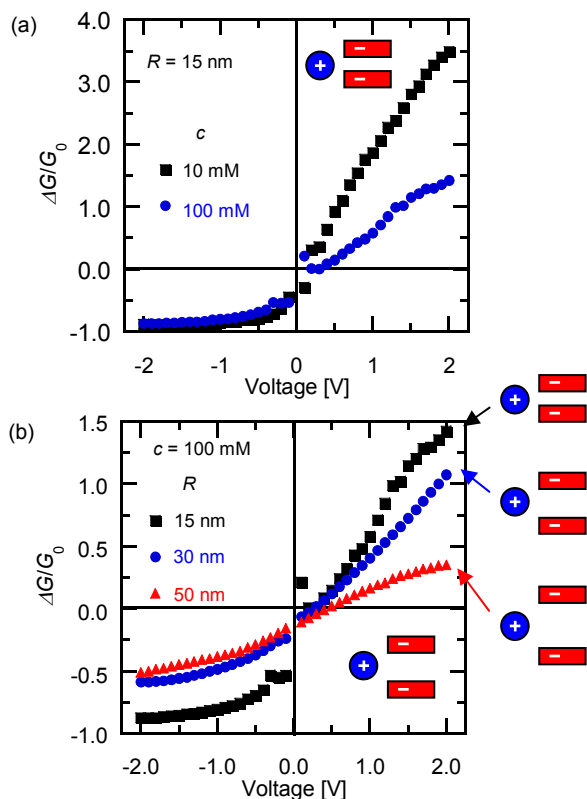 (a)
ΔG/G0
4.0
3.0
2.0
1.0
0.0
-1.0
R = 15 nm
c
10 mM
100 mM
+
-
-
-2 -1 0 1 2
Voltage [V]
(b)
ΔG/G0
1.5
1.0
0.5
0.0
-0.5
-1.0
c = 100 mM
R
15 nm
30 nm
50 nm
+
-
-
+
-
-
+
-
-
+
-
-
-2.0 -1.0 0.0 1.0 2.0
Voltage [V]